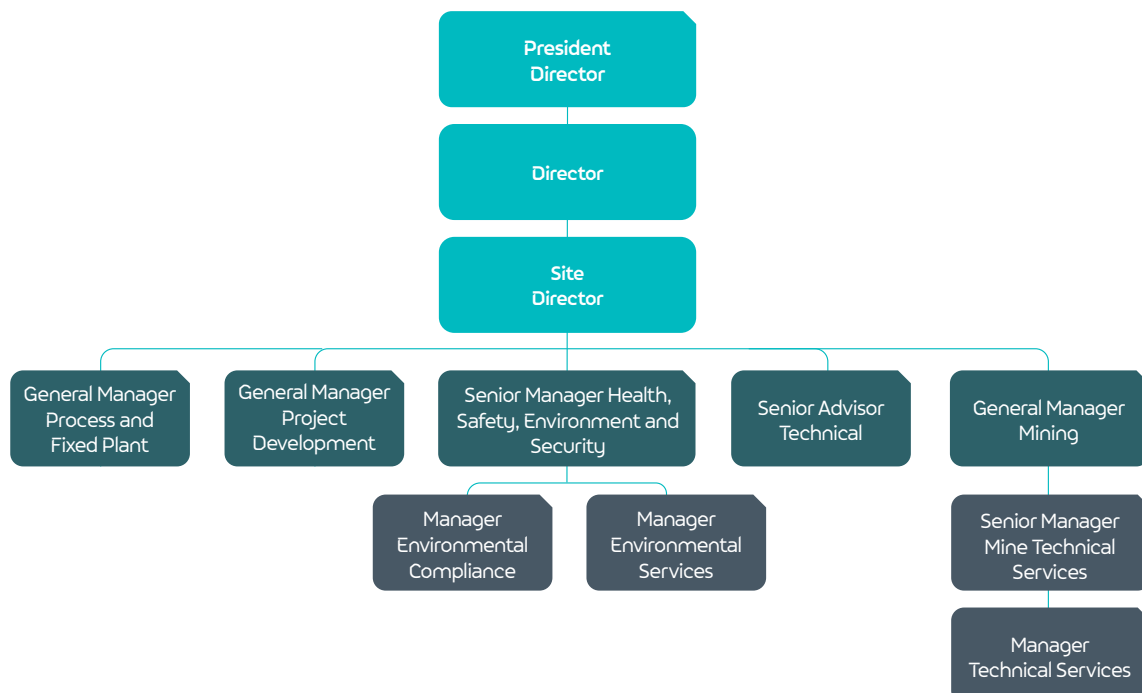 President
Director
Director
Site
Director
General Manager
Process and
Fixed Plant
General Manager
Project
Development
Senior Manager Health,
Safety, Environment and
Security
Senior Advisor
Technical
General Manager
Mining
Manager
Environmental
Compliance
Manager
Environmental
Services
Senior Manager
Mine Technical
Services
Manager
Technical Services